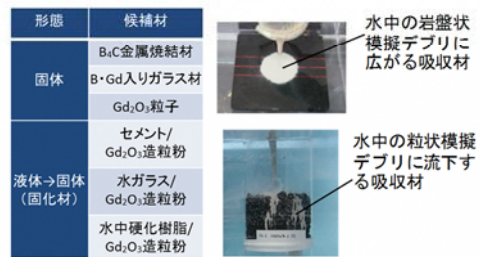 形態
候補材
固体
B₄C金属焼結材
B・Gd入りガラス材
Gd₂O₃粒子
液体→固体
（固化材）
セメント/
Gd₂O₃造粒粉
水ガラス/
Gd₂O₃造粒粉
水中硬化樹脂/
Gd₂O₃造粒粉
水中の岩盤状
模擬デブリに
広がる吸収材
水中の粒状模擬
デブリに流下す
る吸収材